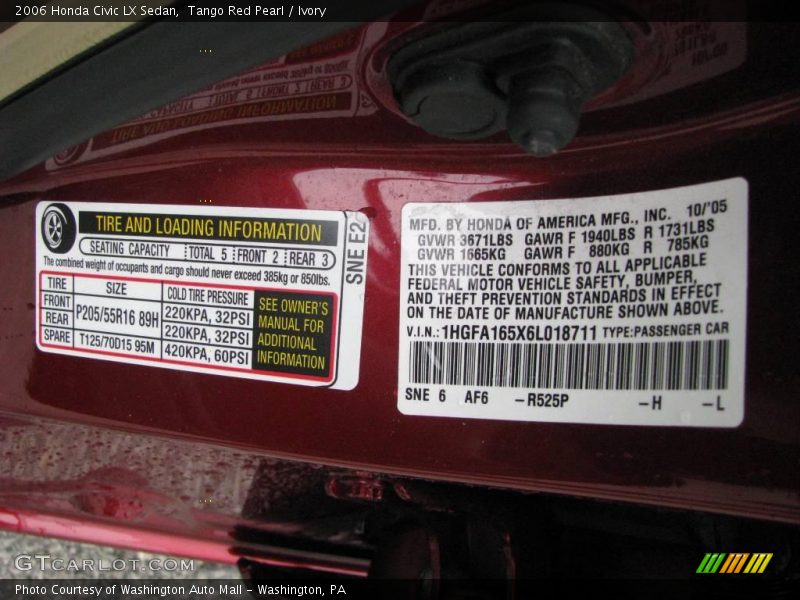 2006 Honda Civic LX Sedan, Tango Red Pearl / Ivory
TIRE AND LOADING INFORMATION
SEATING CAPACITY TOTAL 5 FRONT 2 REAR 3
The combined weight of occupants and cargo should never exceed 385kg or 850lbs.
TIRE SIZE COLD TIRE PRESSURE
FRONT P205/55R16 89H 220KPA, 32PSI
REAR 220KPA, 32PSI
SPARE T125/70D15 95M 420KPA, 60PSI
SEE OWNER'S
MANUAL FOR
ADDITIONAL
INFORMATION
SNE E2
MFD. BY HONDA OF AMERICA MFG., INC. 10/'05
GVWR 3671LBS GAWR F 1940LBS R 1731LBS
GVWR 1665KG GAWR F 880KG R 785KG
THIS VEHICLE CONFORMS TO ALL APPLICABLE
FEDERAL MOTOR VEHICLE SAFETY, BUMPER,
AND THEFT PREVENTION STANDARDS IN EFFECT
ON THE DATE OF MANUFACTURE SHOWN ABOVE.
V.I.N.: 1HGFA165X6L018711 TYPE:PASSENGER CAR
SNE 6 AF6 -R525P -H -L
GTCARLOT.COM
Photo Courtesy of Washington Auto Mall - Washington, PA